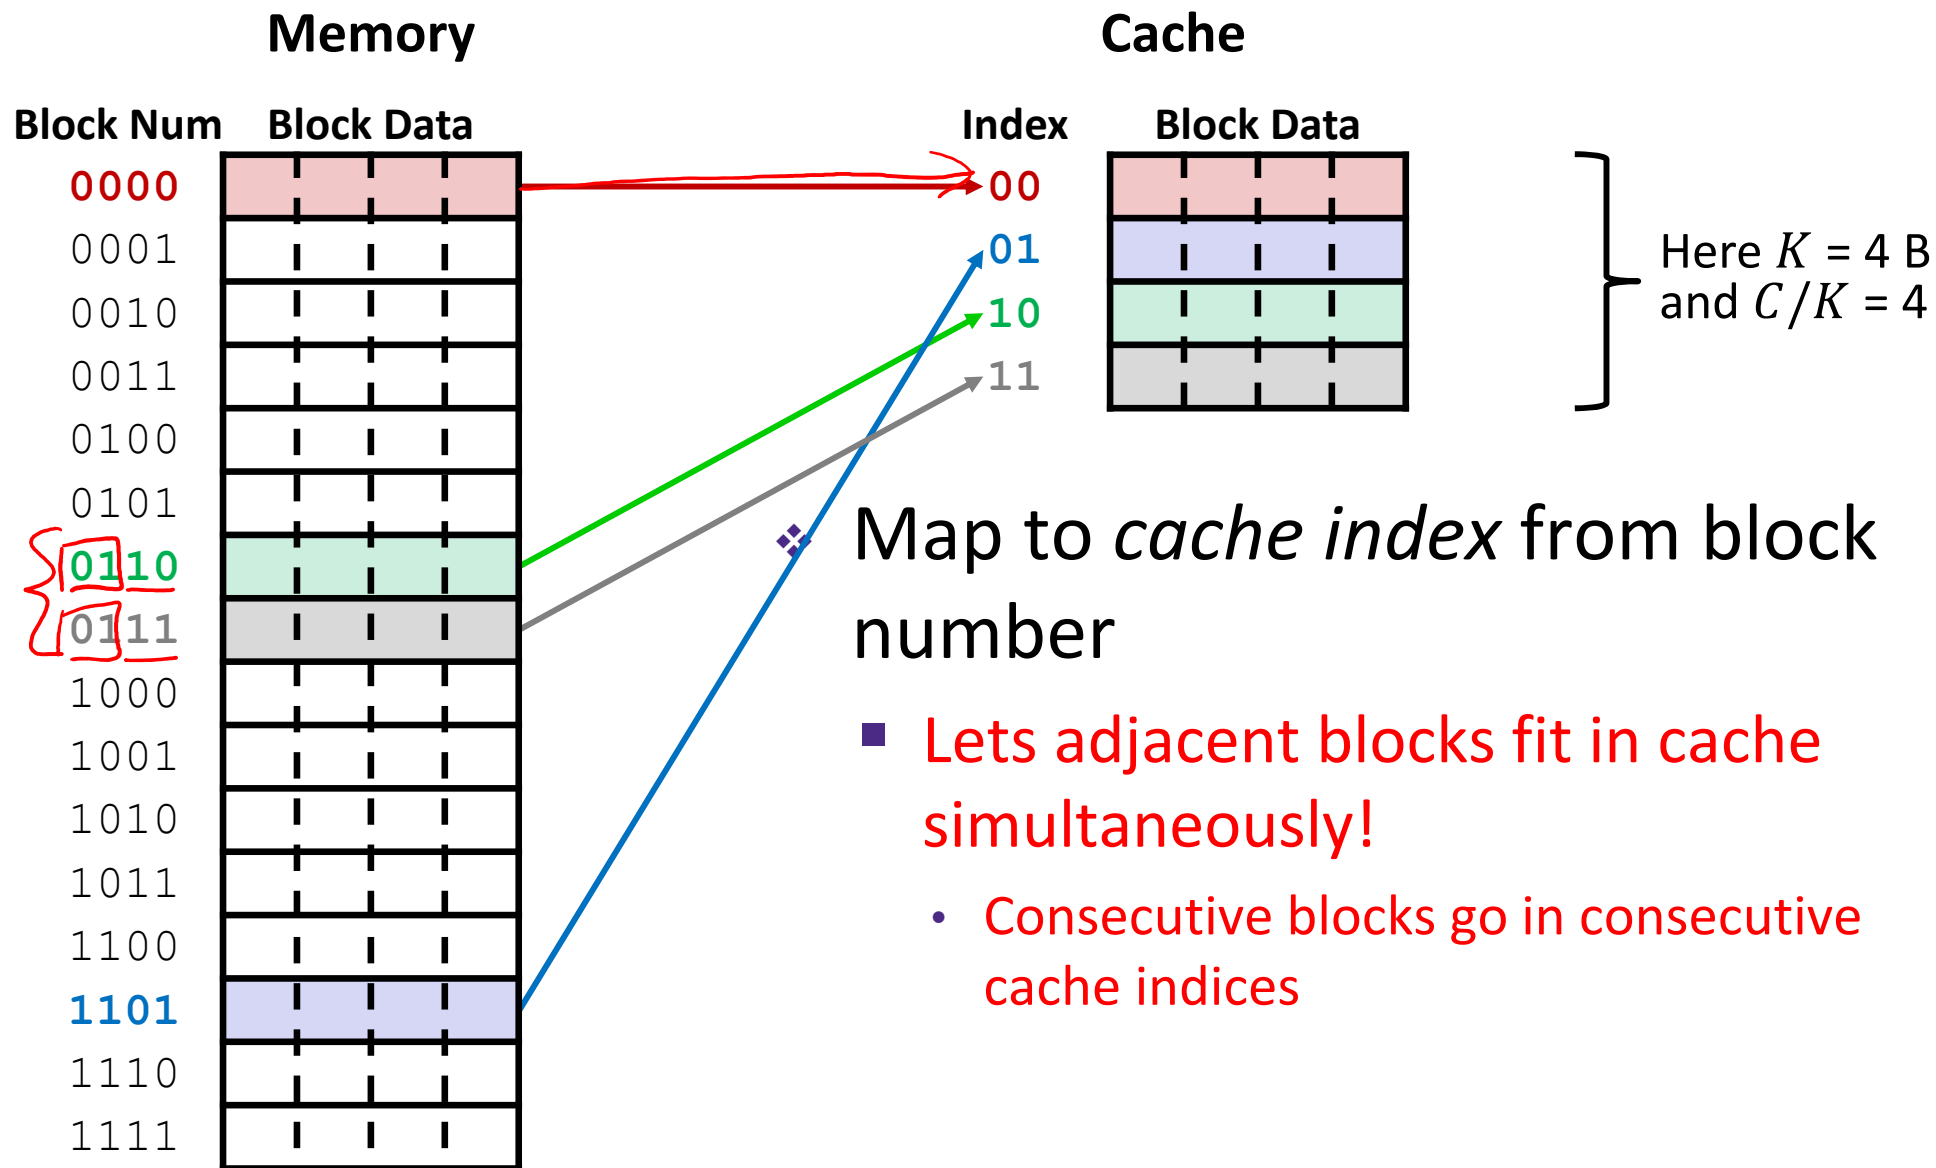 Memory Cache
Block Num Block Data Index Block Data
0000 00
0001 01
0010 10
0011 11
Here K = 4 B
and C/K = 4
0100
0101
0110
0111
1000
1001
1010
1011
1100
1101
1110
1111
Map to cache index from block
number
Lets adjacent blocks fit in cache
simultaneously!
Consecutive blocks go in consecutive
cache indices